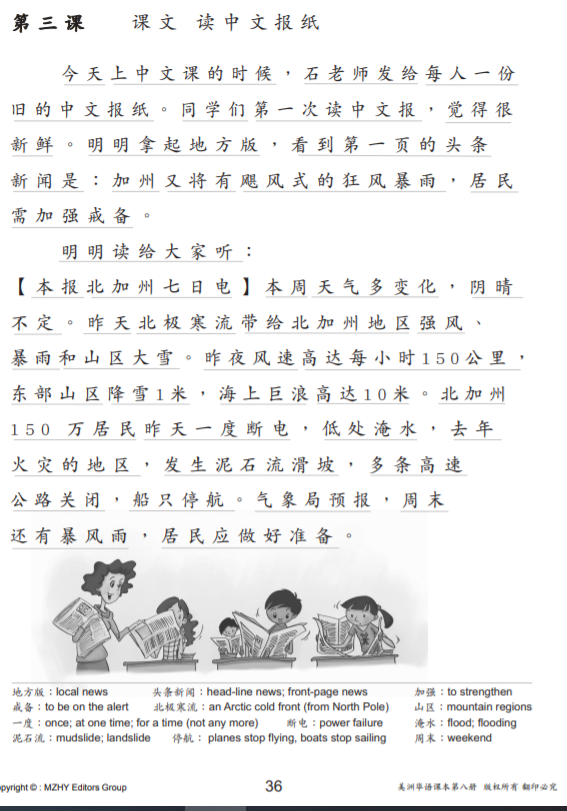 第三课 课文 读中文报纸
今天上中文课的时候，石老师发给每人一份
旧的中文报纸。同学们第一次读中文报，觉得很
新鲜。明明拿起地方版，看到第一页的头条
新闻是：加州又将有飓风式的狂风暴雨，居民
需加强戒备。
明明读给大家听：
【本报北加州七日电】本周天气多变化，阴晴
不定。昨天北极寒流带给北加州地区强风、
暴雨和山区大雪。昨夜风速高达每小时150公里，
东部山区降雪1米，海上巨浪高达10米。北加州
150 万居民昨天一度断电，低处淹水，去年
火灾的地区，发生泥石流滑坡，多条高速
公路关闭，船只停航。气象局预报，周末
还有暴风雨，居民应做好准备。
地方版：local news 头条新闻：head-line news; front-page news 加强：to strengthen
戒备：to be on the alert 北极寒流：an Arctic cold front (from North Pole) 山区：mountain regions
一度：once; at one time; for a time (not any more) 断电：power failure 淹水：flood; flooding
泥石流：mudslide; landslide 停航： planes stop flying, boats stop sailing 周末：weekend
opyright © : MZHY Editors Group 36 美洲华语课本第八册 版权所有 翻印必究